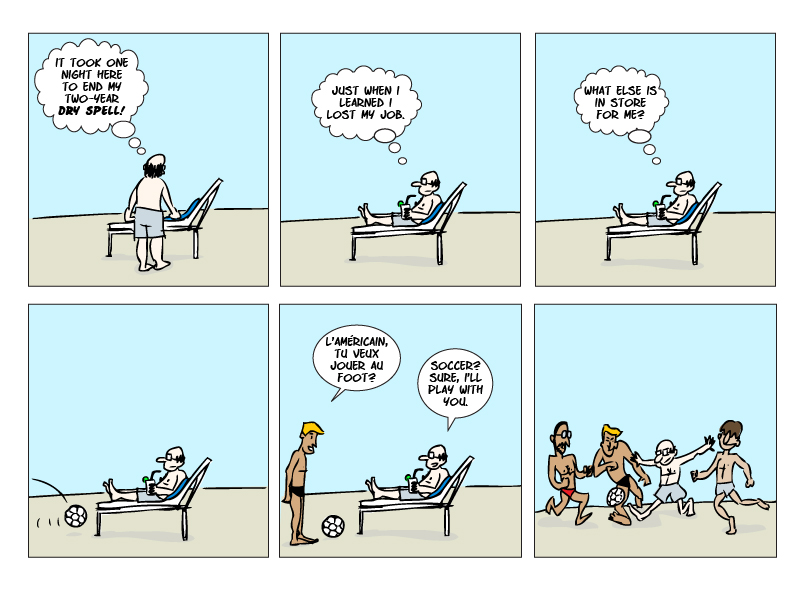 IT TOOK ONE
NIGHT HERE
TO END MY
TWO-YEAR
DRY SPELL!
JUST WHEN I
LEARNED I
LOST MY JOB.
WHAT ELSE IS
IN STORE
FOR ME?
L'AMÉRICAIN,
TU VEUX
JOUER AU
FOOT?
SOCCER?
SURE, I'LL
PLAY WITH
YOU.